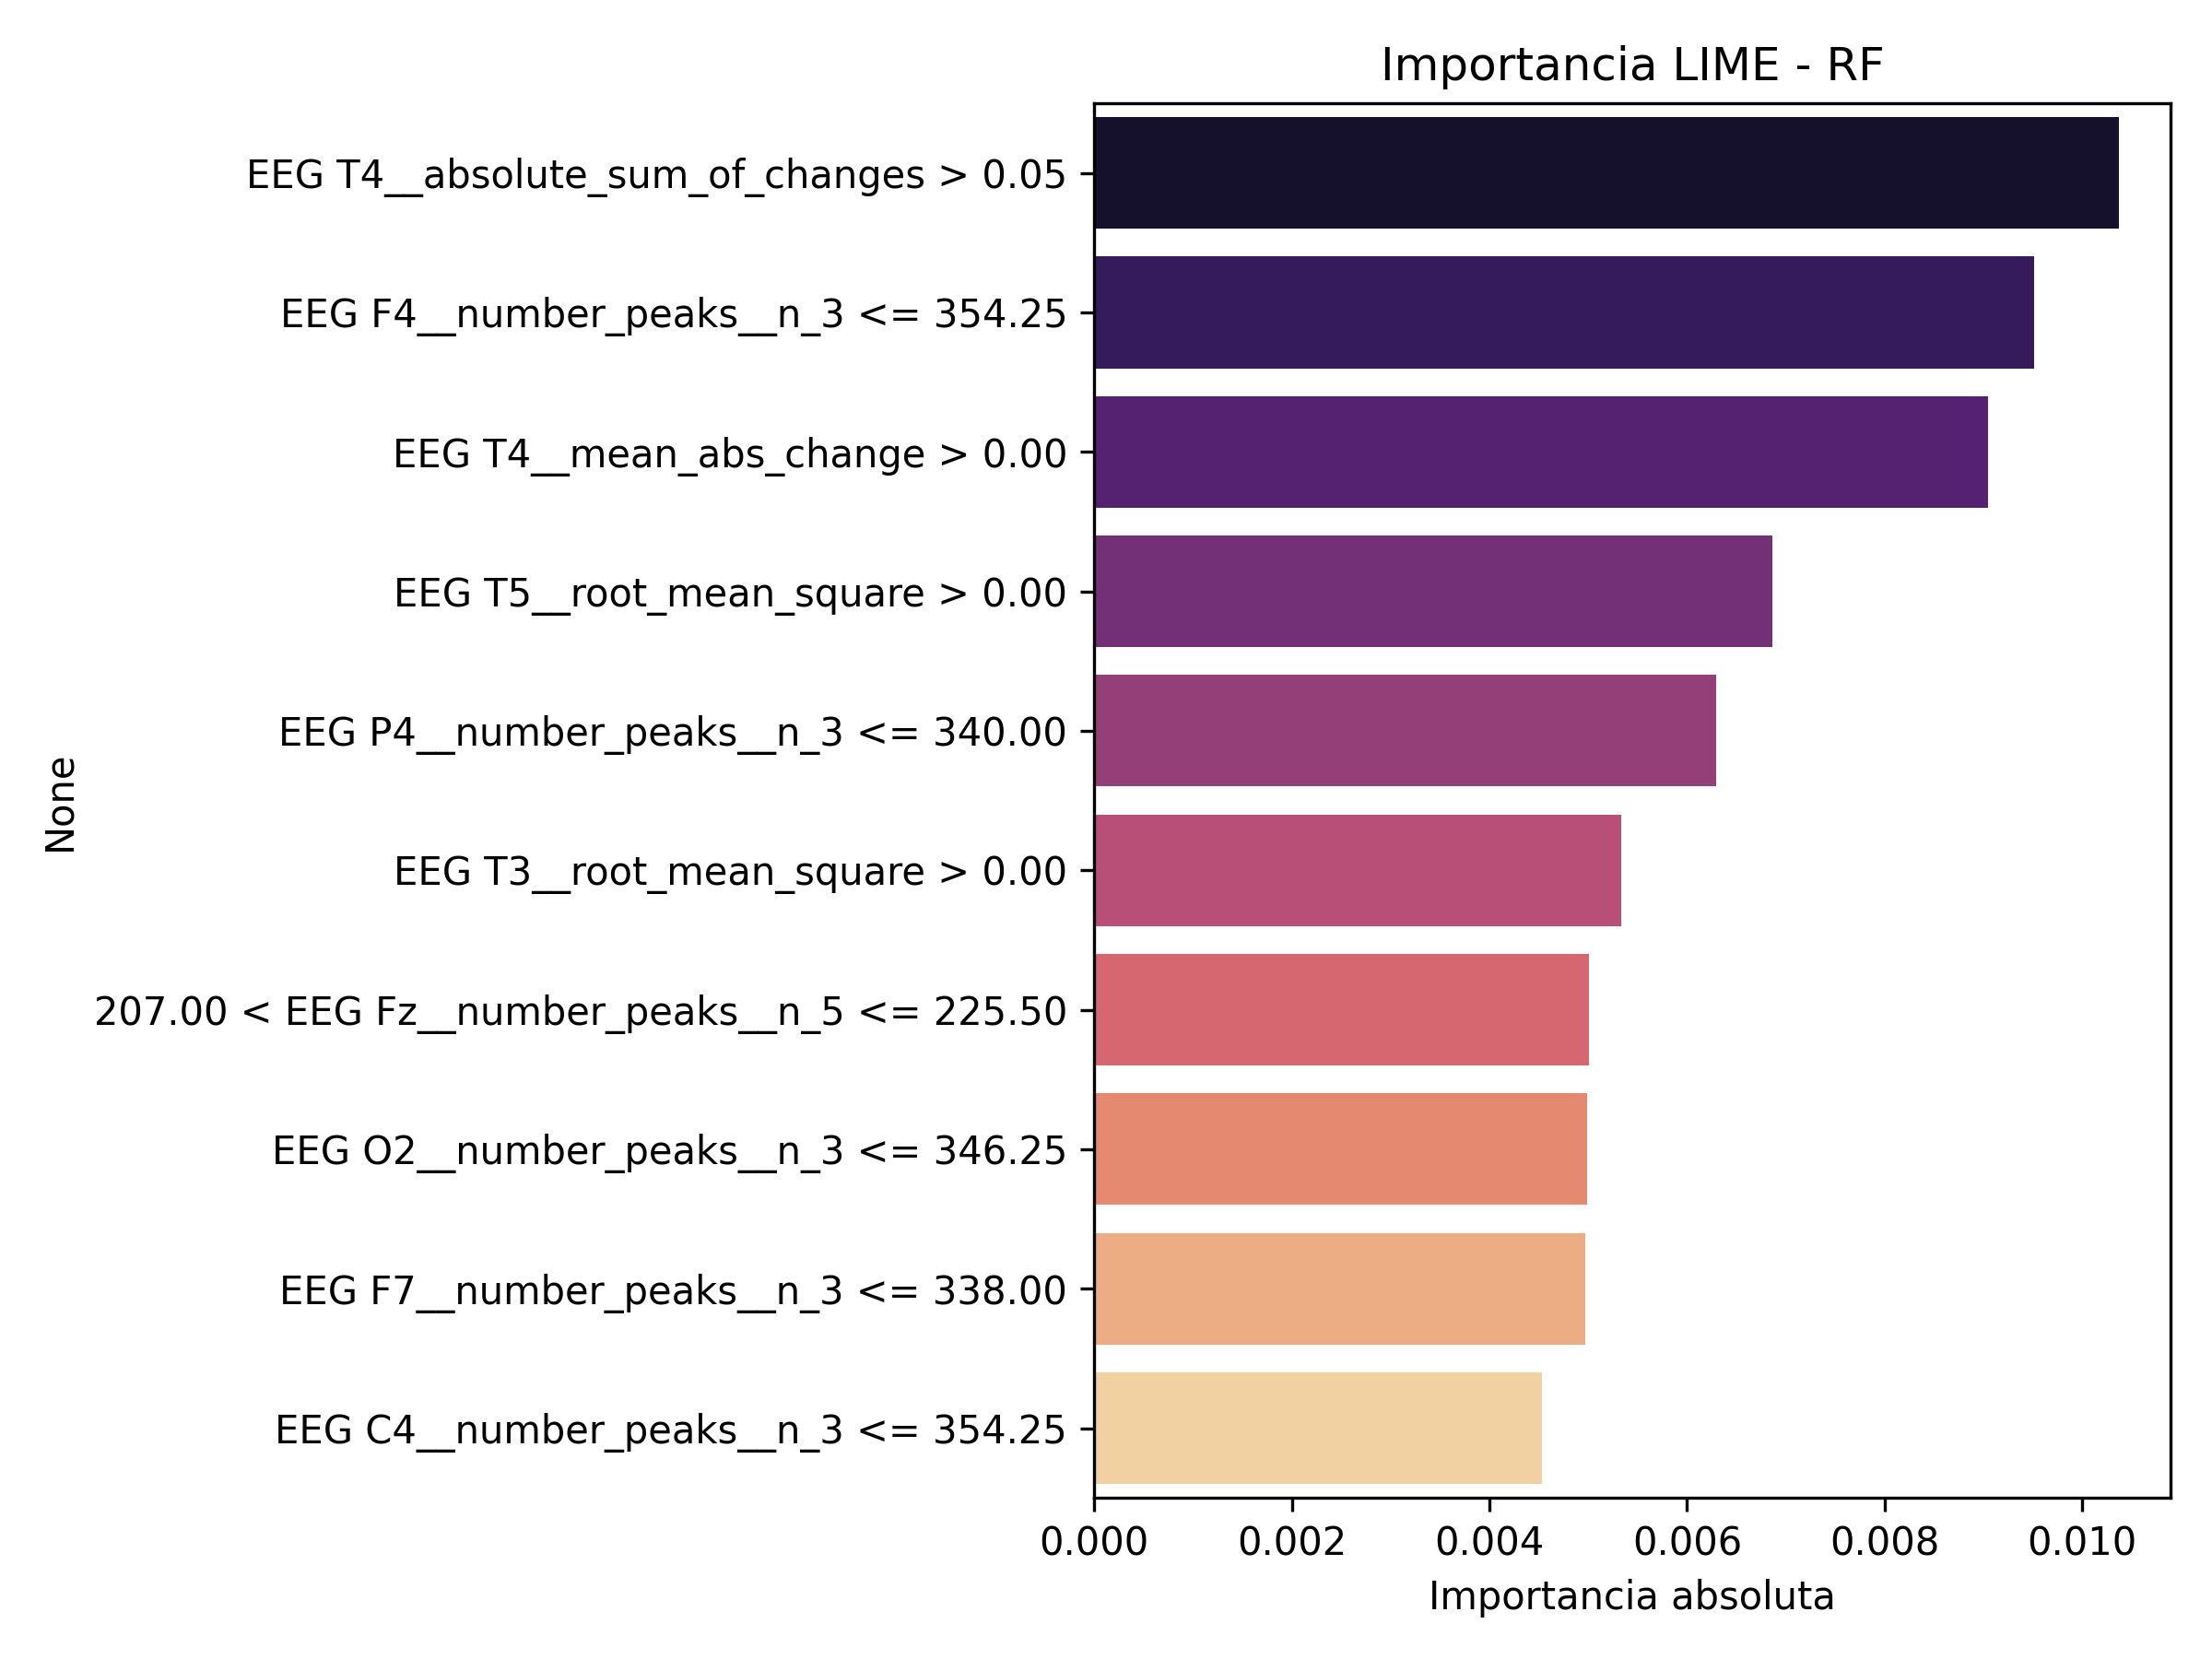 Importancia LIME - RF
EEG T4__absolute_sum_of_changes > 0.05
EEG F4__number_peaks__n_3 <= 354.25
EEG T4__mean_abs_change > 0.00
EEG T5__root_mean_square > 0.00
EEG P4__number_peaks__n_3 <= 340.00
EEG T3__root_mean_square > 0.00
207.00 < EEG Fz__number_peaks__n_5 <= 225.50
EEG O2__number_peaks__n_3 <= 346.25
EEG F7__number_peaks__n_3 <= 338.00
EEG C4__number_peaks__n_3 <= 354.25
None
0.000 0.002 0.004 0.006 0.008 0.010
Importancia absoluta